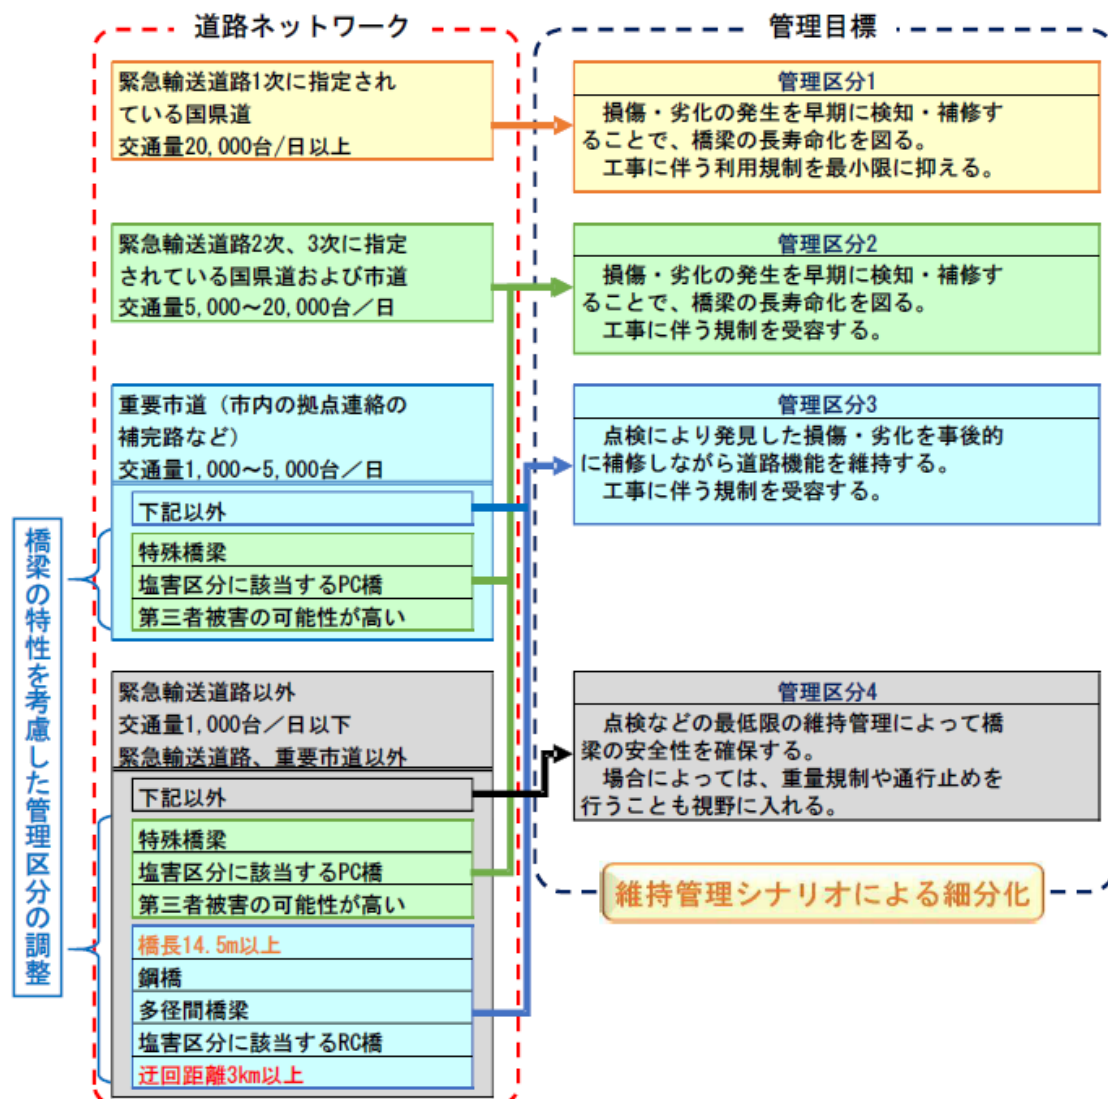 道路ネットワーク
緊急輸送道路1次に指定され
ている国県道
交通量20,000台/日以上
緊急輸送道路2次、3次に指定
されている国県道および市道
交通量5,000～20,000台／日
重要市道（市内の拠点連絡の
補完路など）
交通量1,000～5,000台／日
下記以外
特殊橋梁
塩害区分に該当するPC橋
第三者被害の可能性が高い
緊急輸送道路以外
交通量1,000台／日以下
緊急輸送道路、重要市道以外
下記以外
特殊橋梁
塩害区分に該当するPC橋
第三者被害の可能性が高い
橋長14.5m以上
鋼橋
多径間橋梁
塩害区分に該当するRC橋
迂回距離3km以上
橋梁の特性を考慮した管理区分の調整
管理目標
管理区分1
損傷・劣化の発生を早期に検知・補修す
ることで、橋梁の長寿命化を図る。
工事に伴う利用規制を最小限に抑える。
管理区分2
損傷・劣化の発生を早期に検知・補修す
ることで、橋梁の長寿命化を図る。
工事に伴う規制を受容する。
管理区分3
点検により発見した損傷・劣化を事後的
に補修しながら道路機能を維持する。
工事に伴う規制を受容する。
管理区分4
点検などの最低限の維持管理によって橋
梁の安全性を確保する。
場合によっては、重量規制や通行止めを
行うことも視野に入れる。
維持管理シナリオによる細分化